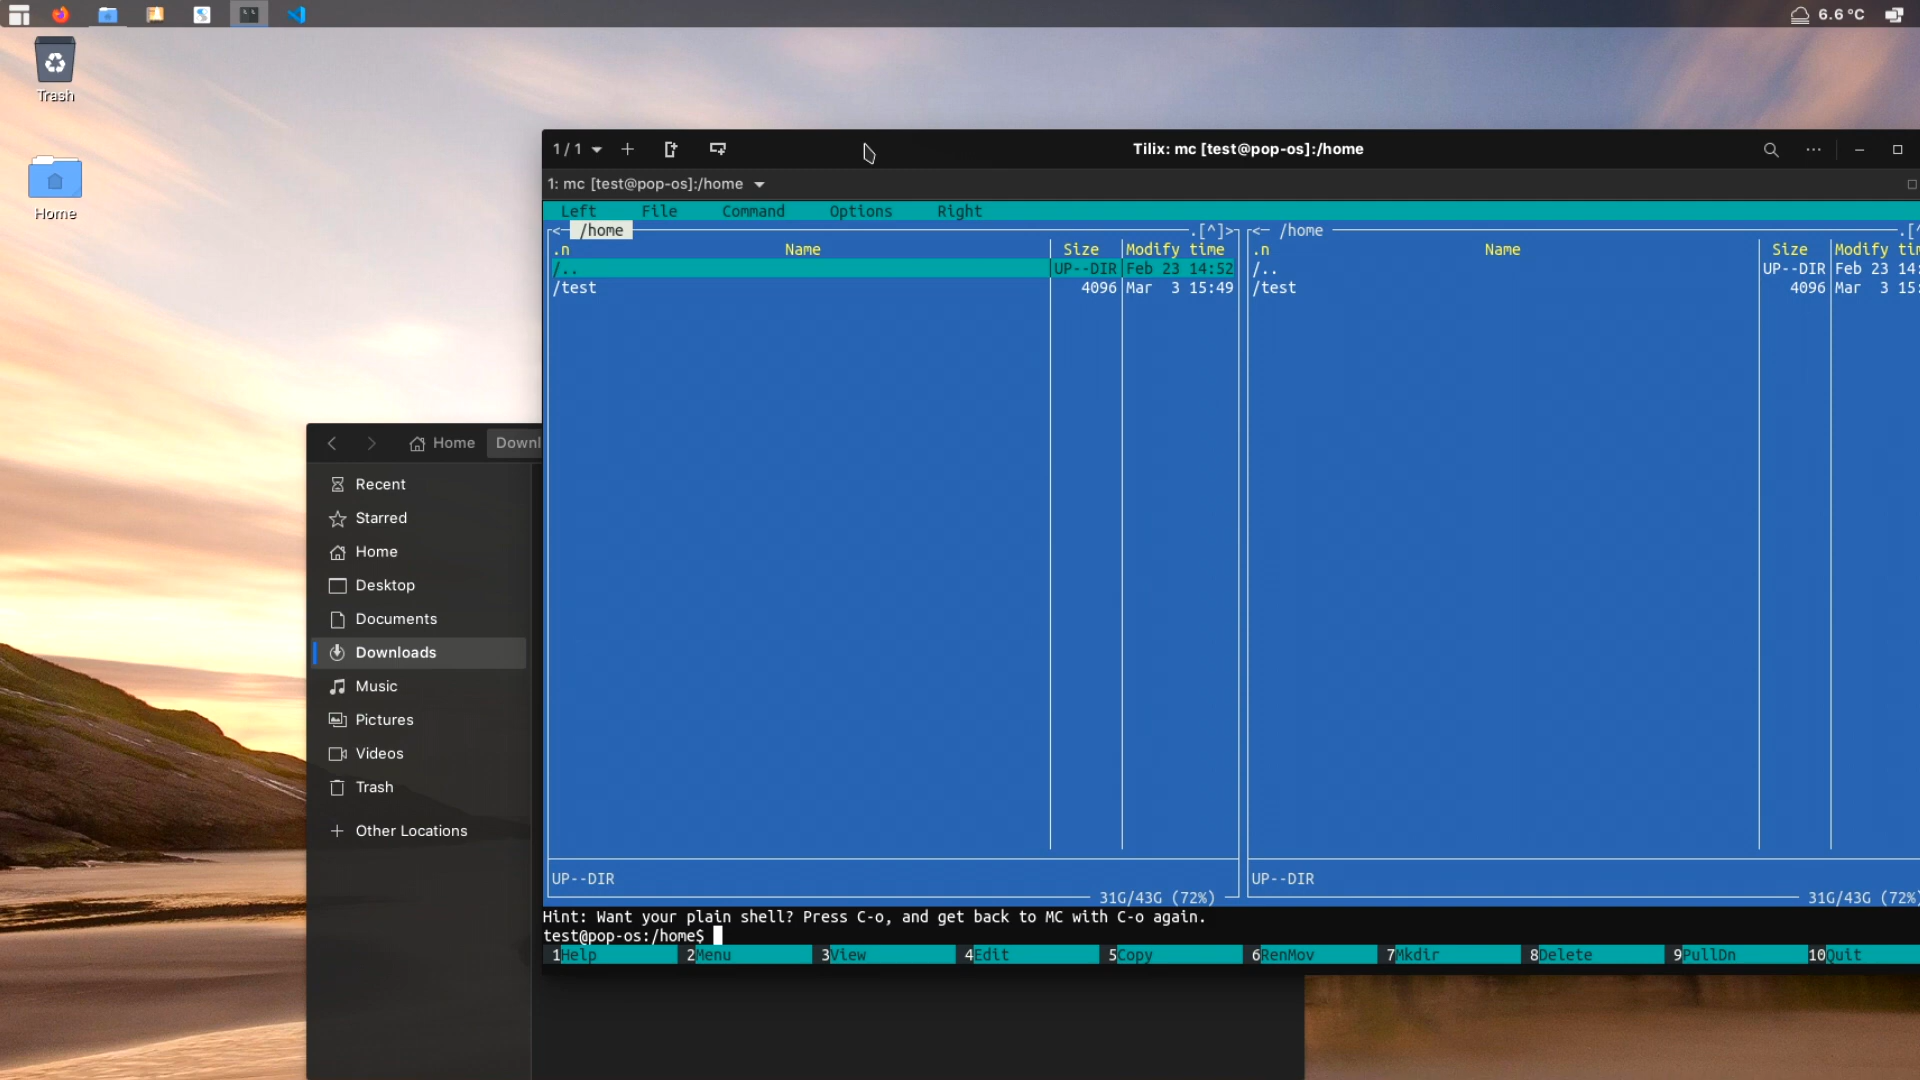 6.6 °C
Trash
Home
1 / 1
Tilix: mc [test@pop-os]:/home
1: mc [test@pop-os]:/home
Left File Command Options Right
<─ /home .[^]>
.n Name Size Modify time
/.. UP--DIR Feb 23 14:52
/test 4096 Mar 3 15:49
UP--DIR
31G/43G (72%)
<─ /home .[^
.n Name Size Modify tim
/.. UP--DIR Feb 23 14:
/test 4096 Mar 3 15:
UP--DIR
31G/43G (72%)
Hint: Want your plain shell? Press C-o, and get back to MC with C-o again.
test@pop-os:/home$
1Help 2Menu 3View 4Edit 5Copy 6RenMov 7Mkdir 8Delete 9PullDn 10Quit
Home Downl
Recent
Starred
Home
Desktop
Documents
Downloads
Music
Pictures
Videos
Trash
Other Locations